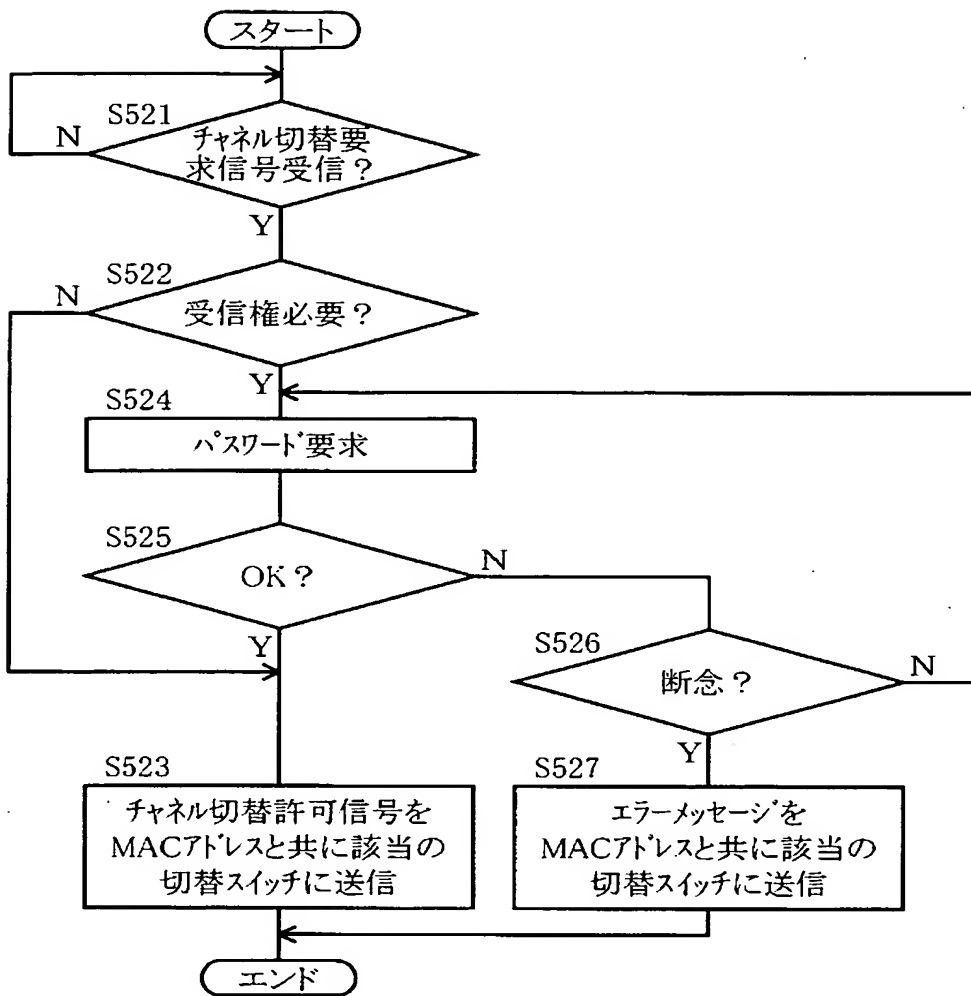 スタート
S521
N
チャネル切替要
求信号受信？
Y
S522
N
受信権必要？
Y
S524
パスワード要求
S525
OK？
N
Y
S526
断念？
N
Y
S523
チャネル切替許可信号を
MACアドレスと共に該当の
切替スイッチに送信
S527
エラーメッセージを
MACアドレスと共に該当の
切替スイッチに送信
エンド